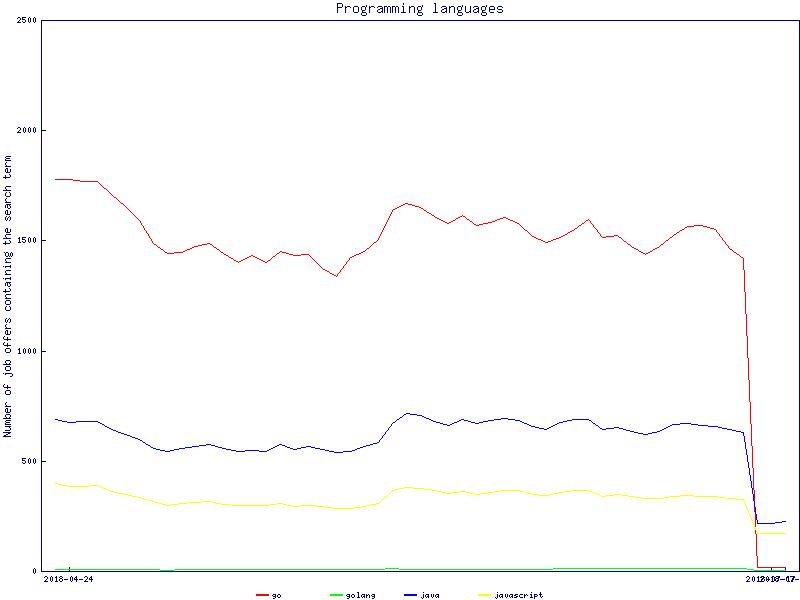 Programming languages
Number of job offers containing the search term
2500
2000
1500
1000
500
0
2018-04-24
go
golang
java
javascript